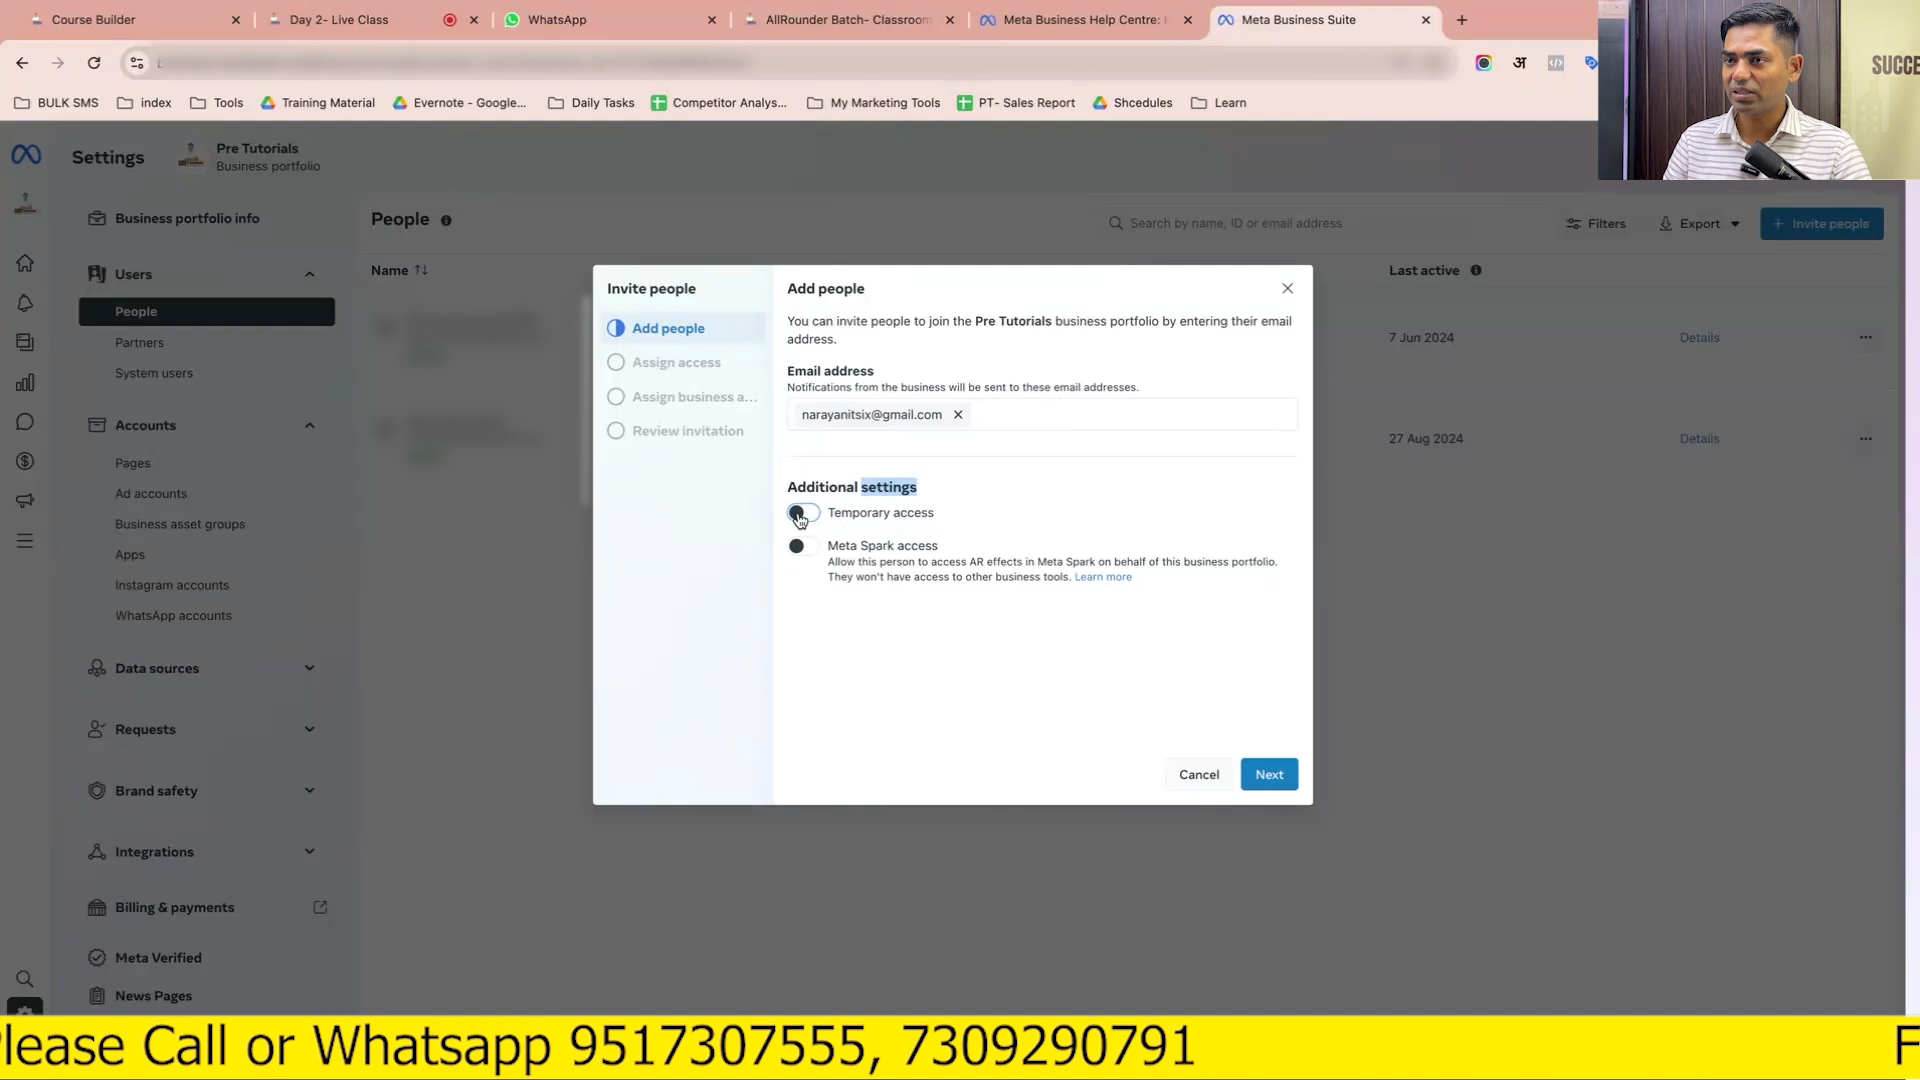 Course Builder
Day 2- Live Class
WhatsApp
AllRounder Batch- Classroom
Meta Business Help Centre:
Meta Business Suite
अ
SUCCE
BULK SMS
index
Tools
Training Material
Evernote - Google...
Daily Tasks
Competitor Analys...
My Marketing Tools
PT- Sales Report
Shcedules
Learn
Settings
Pre Tutorials
Business portfolio
Business portfolio info
Users
People
Partners
System users
Accounts
Pages
Ad accounts
Business asset groups
Apps
Instagram accounts
WhatsApp accounts
Data sources
Requests
Brand safety
Integrations
Billing & payments
Meta Verified
News Pages
People
Search by name, ID or email address
Filters
Export
+ Invite people
Name
Last active
7 Jun 2024
Details
27 Aug 2024
Details
Invite people
Add people
Assign access
Assign business a...
Review invitation
Add people
You can invite people to join the Pre Tutorials business portfolio by entering their email
address.
Email address
Notifications from the business will be sent to these email addresses.
narayanitsix@gmail.com
Additional settings
Temporary access
Meta Spark access
Allow this person to access AR effects in Meta Spark on behalf of this business portfolio.
They won't have access to other business tools. Learn more
Cancel
Next
lease Call or Whatsapp 9517307555, 7309290791
F